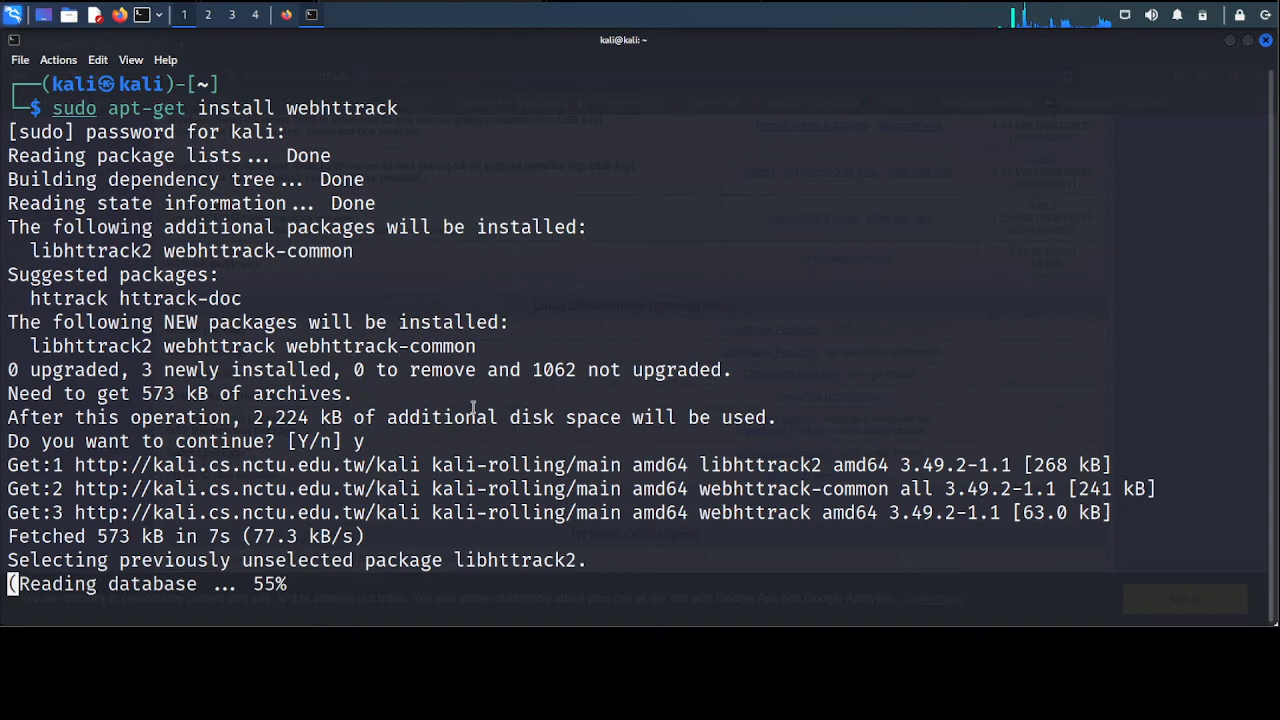 1 2 3 4
kali@kali: ~
File Actions Edit View Help
(kali㉿kali)-[~]
$ sudo apt-get install webhttrack
[sudo] password for kali:
Reading package lists... Done
Building dependency tree... Done
Reading state information... Done
The following additional packages will be installed:
libhttrack2 webhttrack-common
Suggested packages:
httrack httrack-doc
The following NEW packages will be installed:
libhttrack2 webhttrack webhttrack-common
0 upgraded, 3 newly installed, 0 to remove and 1062 not upgraded.
Need to get 573 kB of archives.
After this operation, 2,224 kB of additional disk space will be used.
Do you want to continue? [Y/n] y
Get:1 http://kali.cs.nctu.edu.tw/kali kali-rolling/main amd64 libhttrack2 amd64 3.49.2-1.1 [268 kB]
Get:2 http://kali.cs.nctu.edu.tw/kali kali-rolling/main amd64 webhttrack-common all 3.49.2-1.1 [241 kB]
Get:3 http://kali.cs.nctu.edu.tw/kali kali-rolling/main amd64 webhttrack amd64 3.49.2-1.1 [63.0 kB]
Fetched 573 kB in 7s (77.3 kB/s)
Selecting previously unselected package libhttrack2.
(Reading database ... 55%